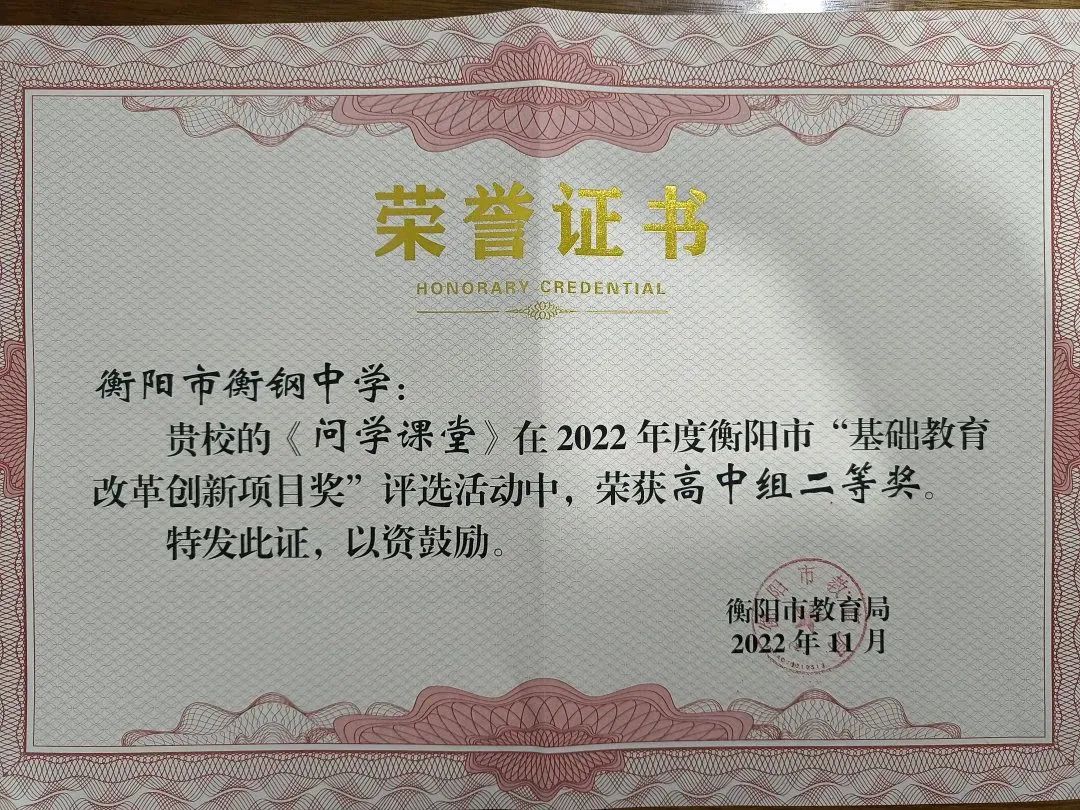 荣誉证书
HONORARY CREDENTIAL
衡阳市衡钢中学：
贵校的《问学课堂》在2022年度衡阳市“基础教育
改革创新项目奖”评选活动中，荣获高中组二等奖。
特发此证，以资鼓励。
衡阳市教育局
2022年11月